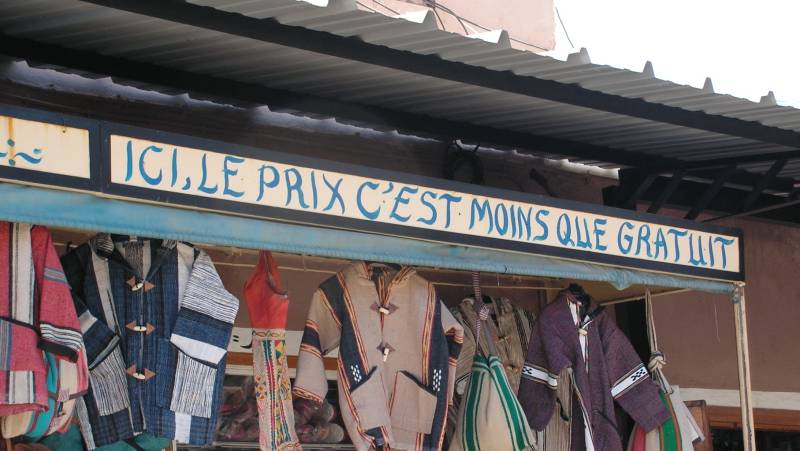 ICI, LE PRIX C'EST MOINS QUE GRATUIT